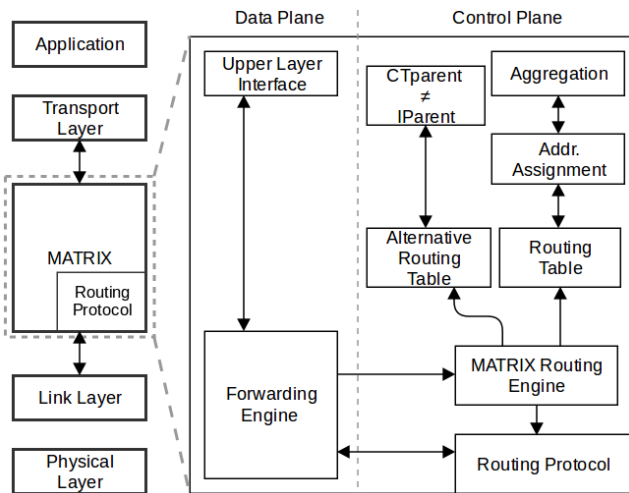 Data Plane
Control Plane
Application
Transport
Layer
MATRIX
Routing
Protocol
Link Layer
Physical
Layer
Upper Layer
Interface
Forwarding
Engine
CTparent
≠
IParent
Aggregation
Addr.
Assignment
Alternative
Routing
Table
Routing
Table
MATRIX Routing
Engine
Routing Protocol